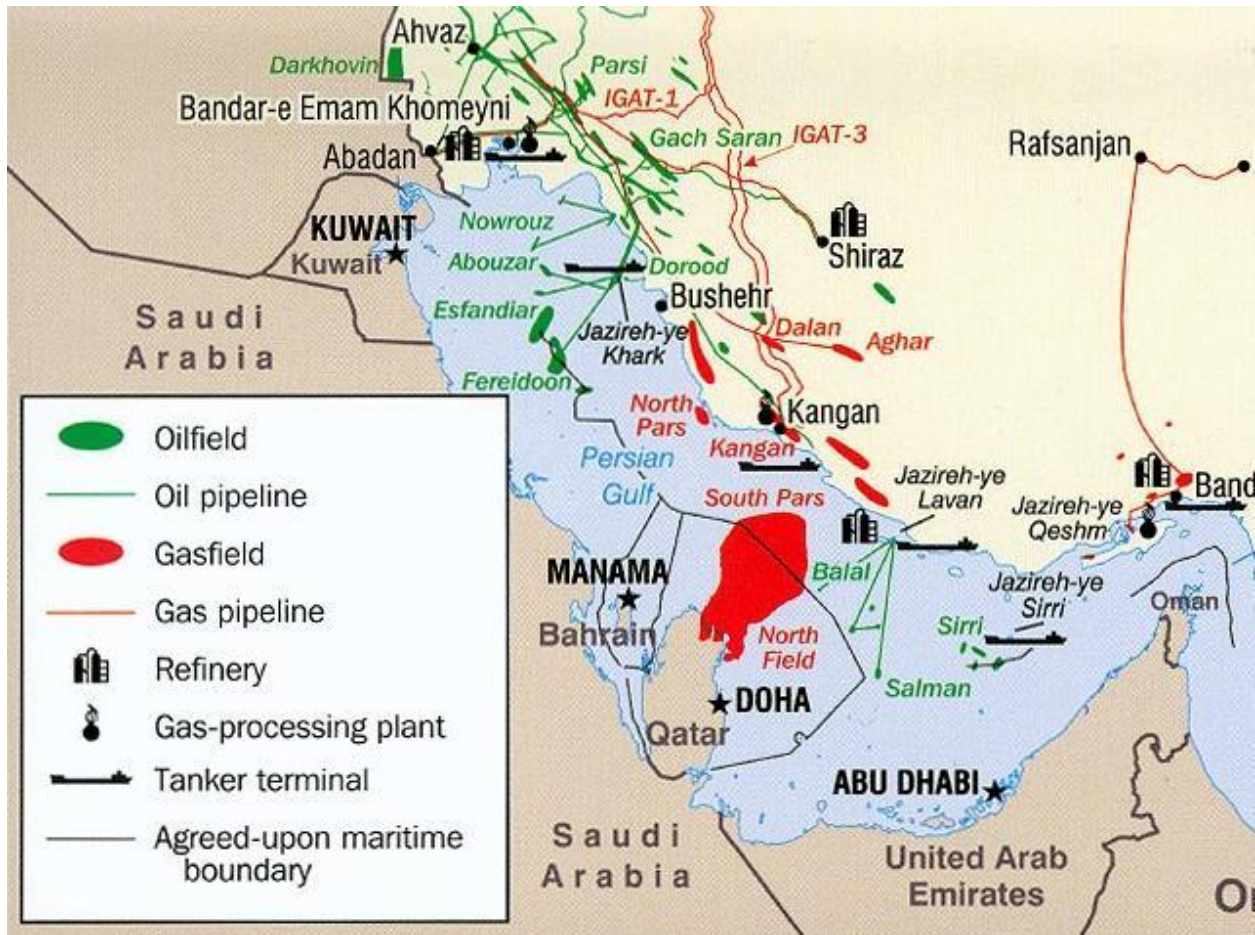 Ahvaz
Darkhovin
Parsi
IGAT-1
Bandar-e Emam Khomeyni
Gach Saran
IGAT-3
Rafsanjan
Abadan
Nowrouz
KUWAIT
Kuwait
Shiraz
Abouzar
Dorood
Bushehr
Saudi
Arabia
Esfandiar
Jazireh-ye
Khark
Dalan
Aghar
Fereidoon
North
Pars
Kangan
Kangan
Persian
Gulf
South Pars
Jazireh-ye
Lavan
Jazireh-ye
Qeshm
Band
MANAMA
Bahrain
Balal
Jazireh-ye
Sirri
Oman
Sirri
North
Field
Salman
DOHA
Qatar
ABU DHABI
Saudi
Arabia
United Arab
Emirates
Oilfield
Oil pipeline
Gasfield
Gas pipeline
Refinery
Gas-processing plant
Tanker terminal
Agreed-upon maritime
boundary